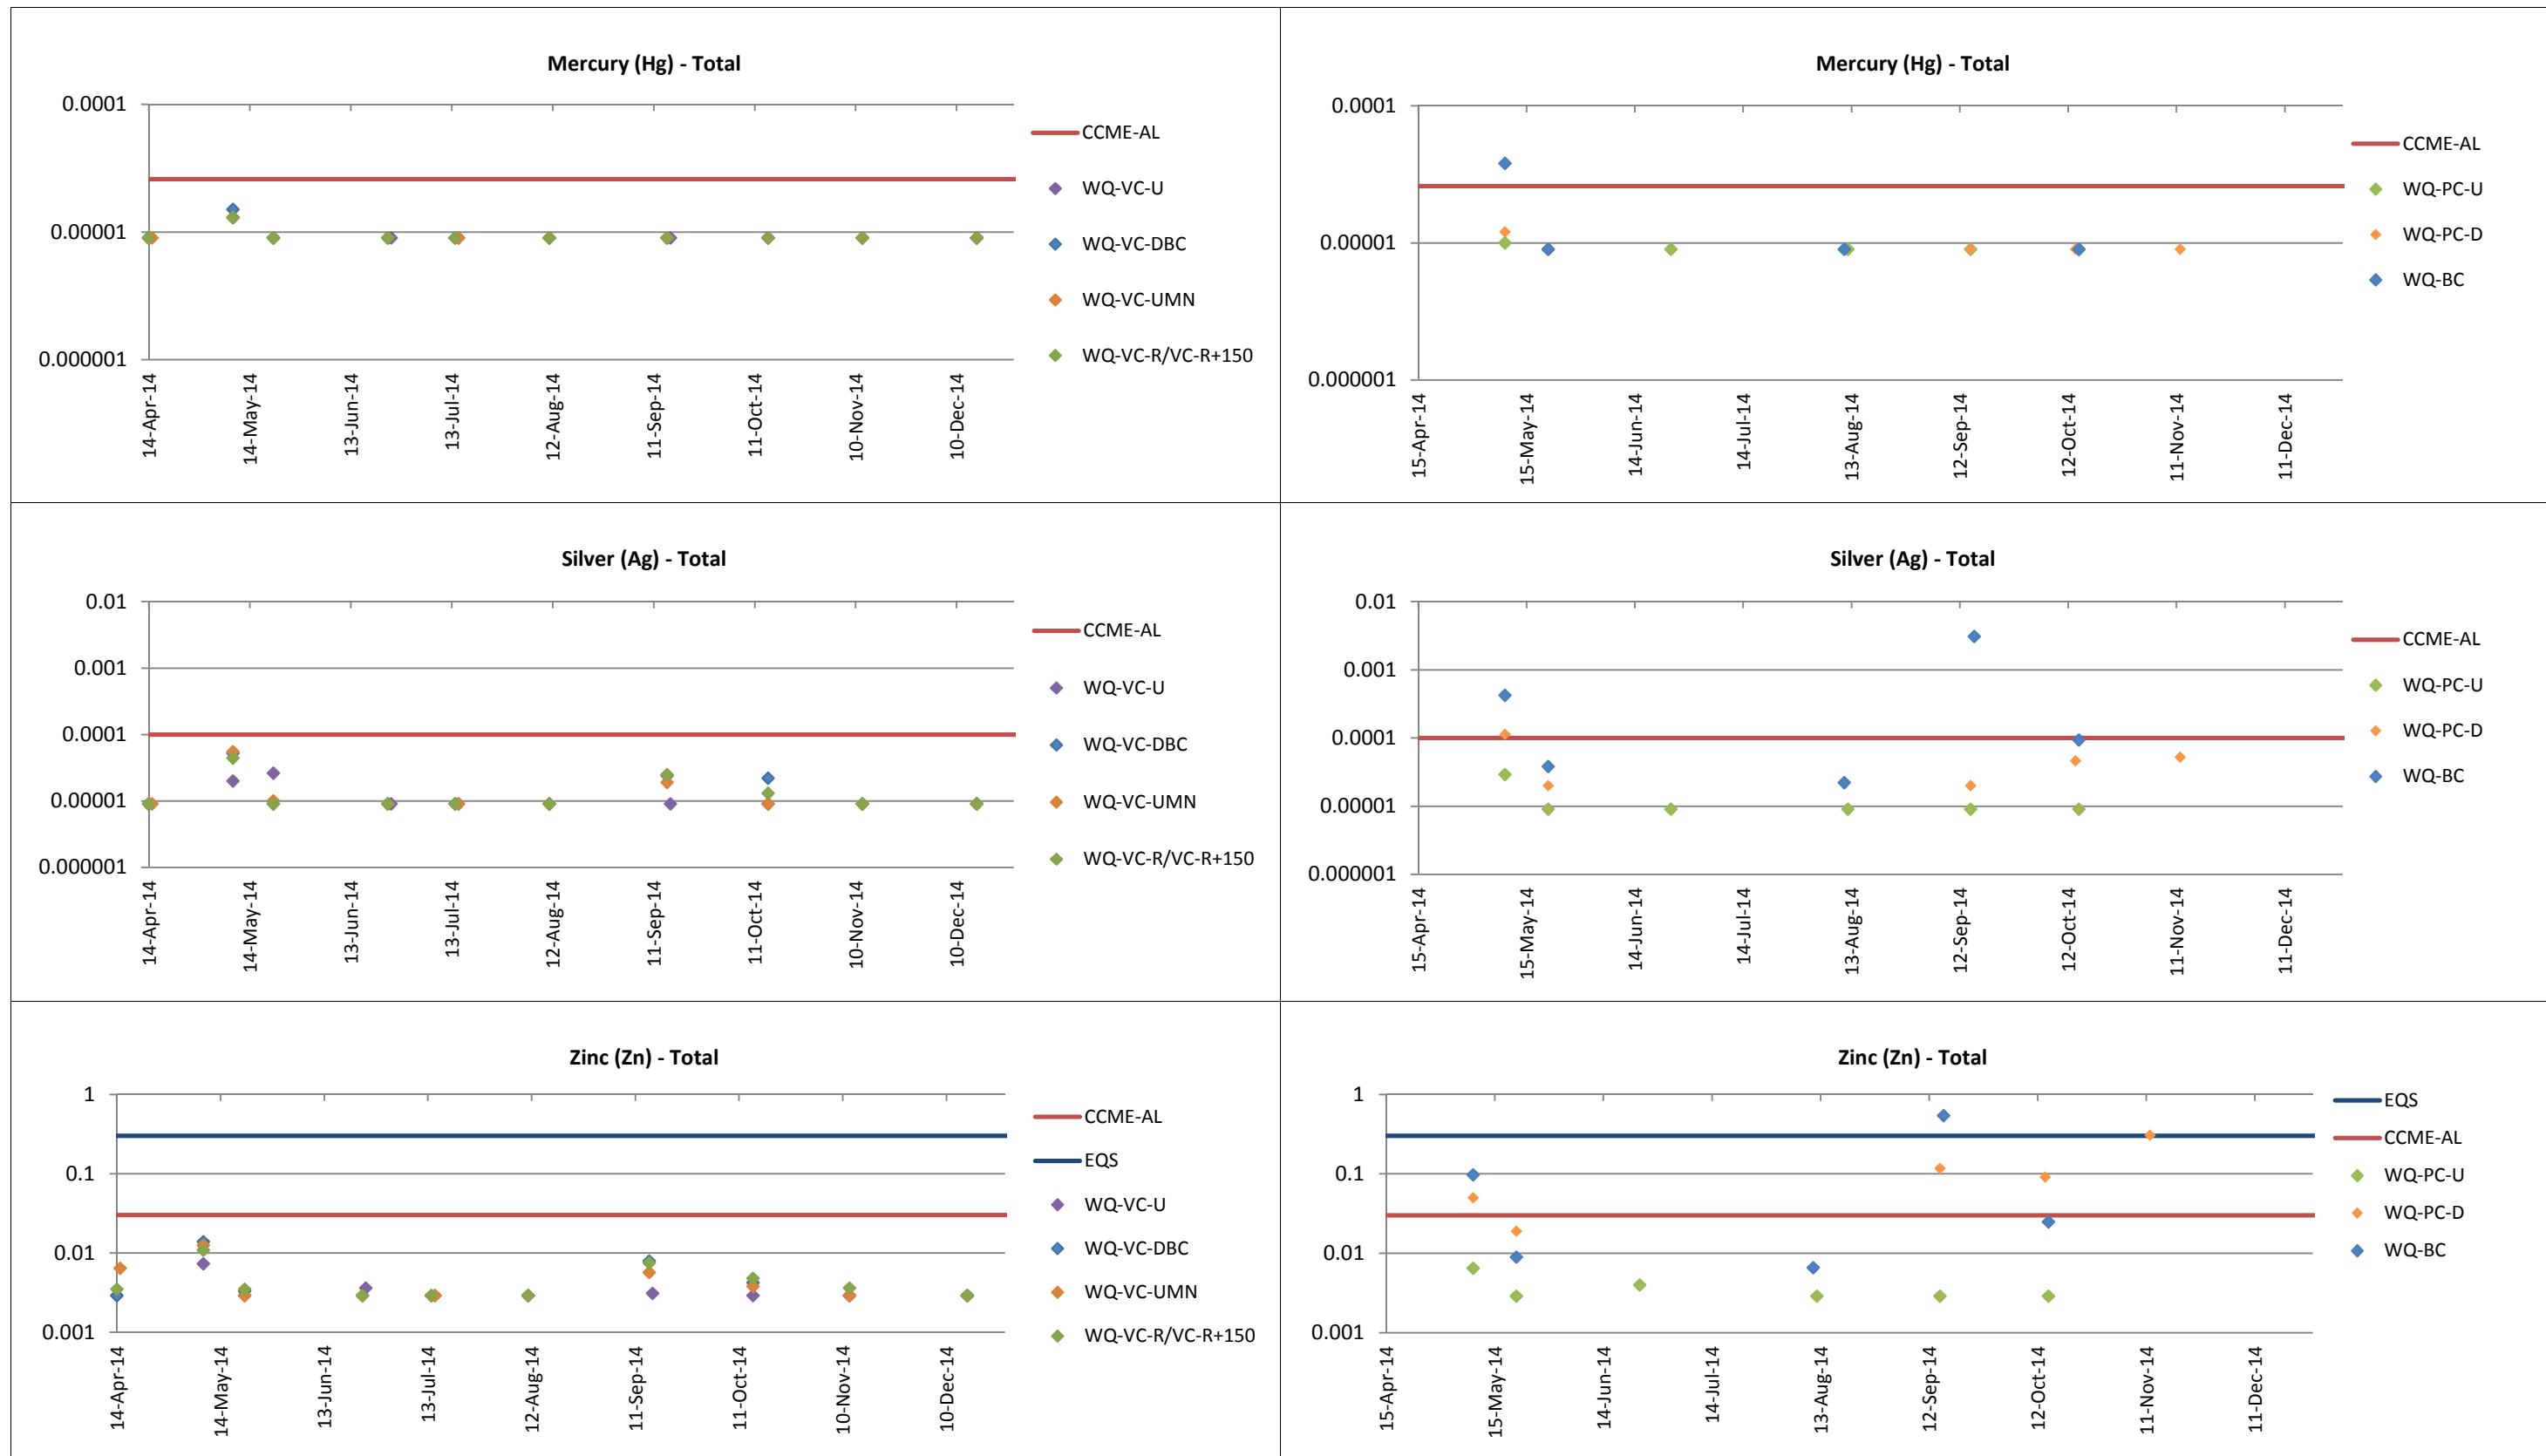 Mercury (Hg) - Total
0.0001
0.00001
0.000001
14-Apr-14
14-May-14
13-Jun-14
13-Jul-14
12-Aug-14
11-Sep-14
11-Oct-14
10-Nov-14
10-Dec-14
CCME-AL
WQ-VC-U
WQ-VC-DBC
WQ-VC-UMN
WQ-VC-R/VC-R+150
Mercury (Hg) - Total
0.0001
0.00001
0.000001
15-Apr-14
15-May-14
14-Jun-14
14-Jul-14
13-Aug-14
12-Sep-14
12-Oct-14
11-Nov-14
11-Dec-14
CCME-AL
WQ-PC-U
WQ-PC-D
WQ-BC
Silver (Ag) - Total
0.01
0.001
0.0001
0.00001
0.000001
14-Apr-14
14-May-14
13-Jun-14
13-Jul-14
12-Aug-14
11-Sep-14
11-Oct-14
10-Nov-14
10-Dec-14
CCME-AL
WQ-VC-U
WQ-VC-DBC
WQ-VC-UMN
WQ-VC-R/VC-R+150
Silver (Ag) - Total
0.01
0.001
0.0001
0.00001
0.000001
15-Apr-14
15-May-14
14-Jun-14
14-Jul-14
13-Aug-14
12-Sep-14
12-Oct-14
11-Nov-14
11-Dec-14
CCME-AL
WQ-PC-U
WQ-PC-D
WQ-BC
Zinc (Zn) - Total
1
0.1
0.01
0.001
14-Apr-14
14-May-14
13-Jun-14
13-Jul-14
12-Aug-14
11-Sep-14
11-Oct-14
10-Nov-14
10-Dec-14
CCME-AL
EQS
WQ-VC-U
WQ-VC-DBC
WQ-VC-UMN
WQ-VC-R/VC-R+150
Zinc (Zn) - Total
1
0.1
0.01
0.001
15-Apr-14
15-May-14
14-Jun-14
14-Jul-14
13-Aug-14
12-Sep-14
12-Oct-14
11-Nov-14
11-Dec-14
EQS
CCME-AL
WQ-PC-U
WQ-PC-D
WQ-BC